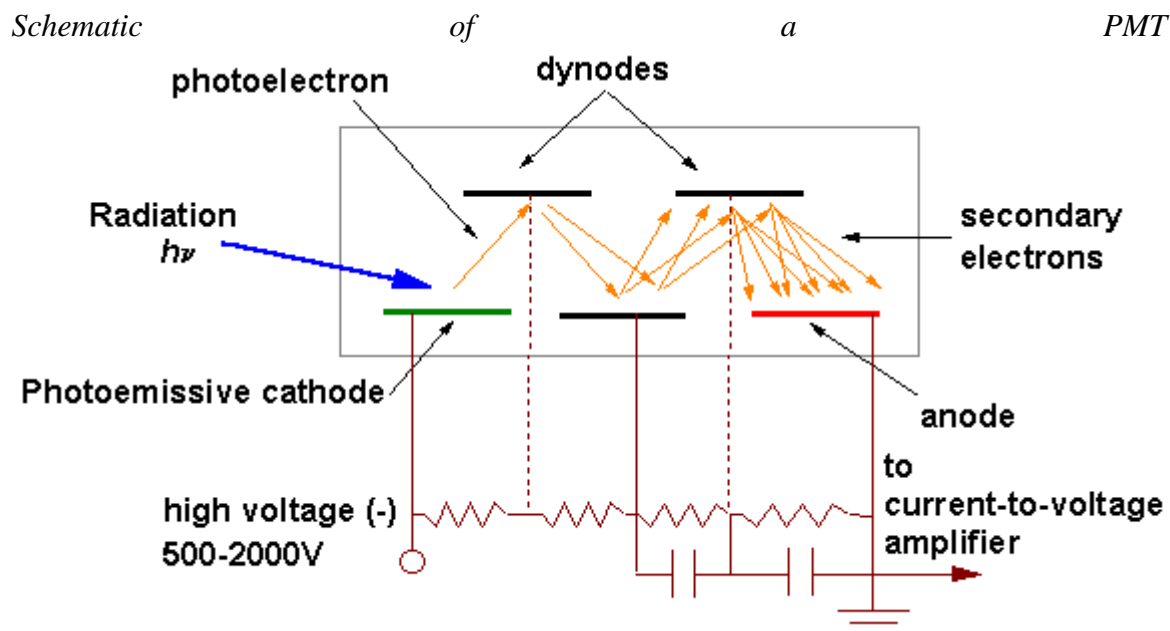 Schematic of a PMT
dynodes
photoelectron
Radiation
hν
secondary
electrons
Photoemissive cathode
anode
to
current-to-voltage
amplifier
high voltage (-)
500-2000V